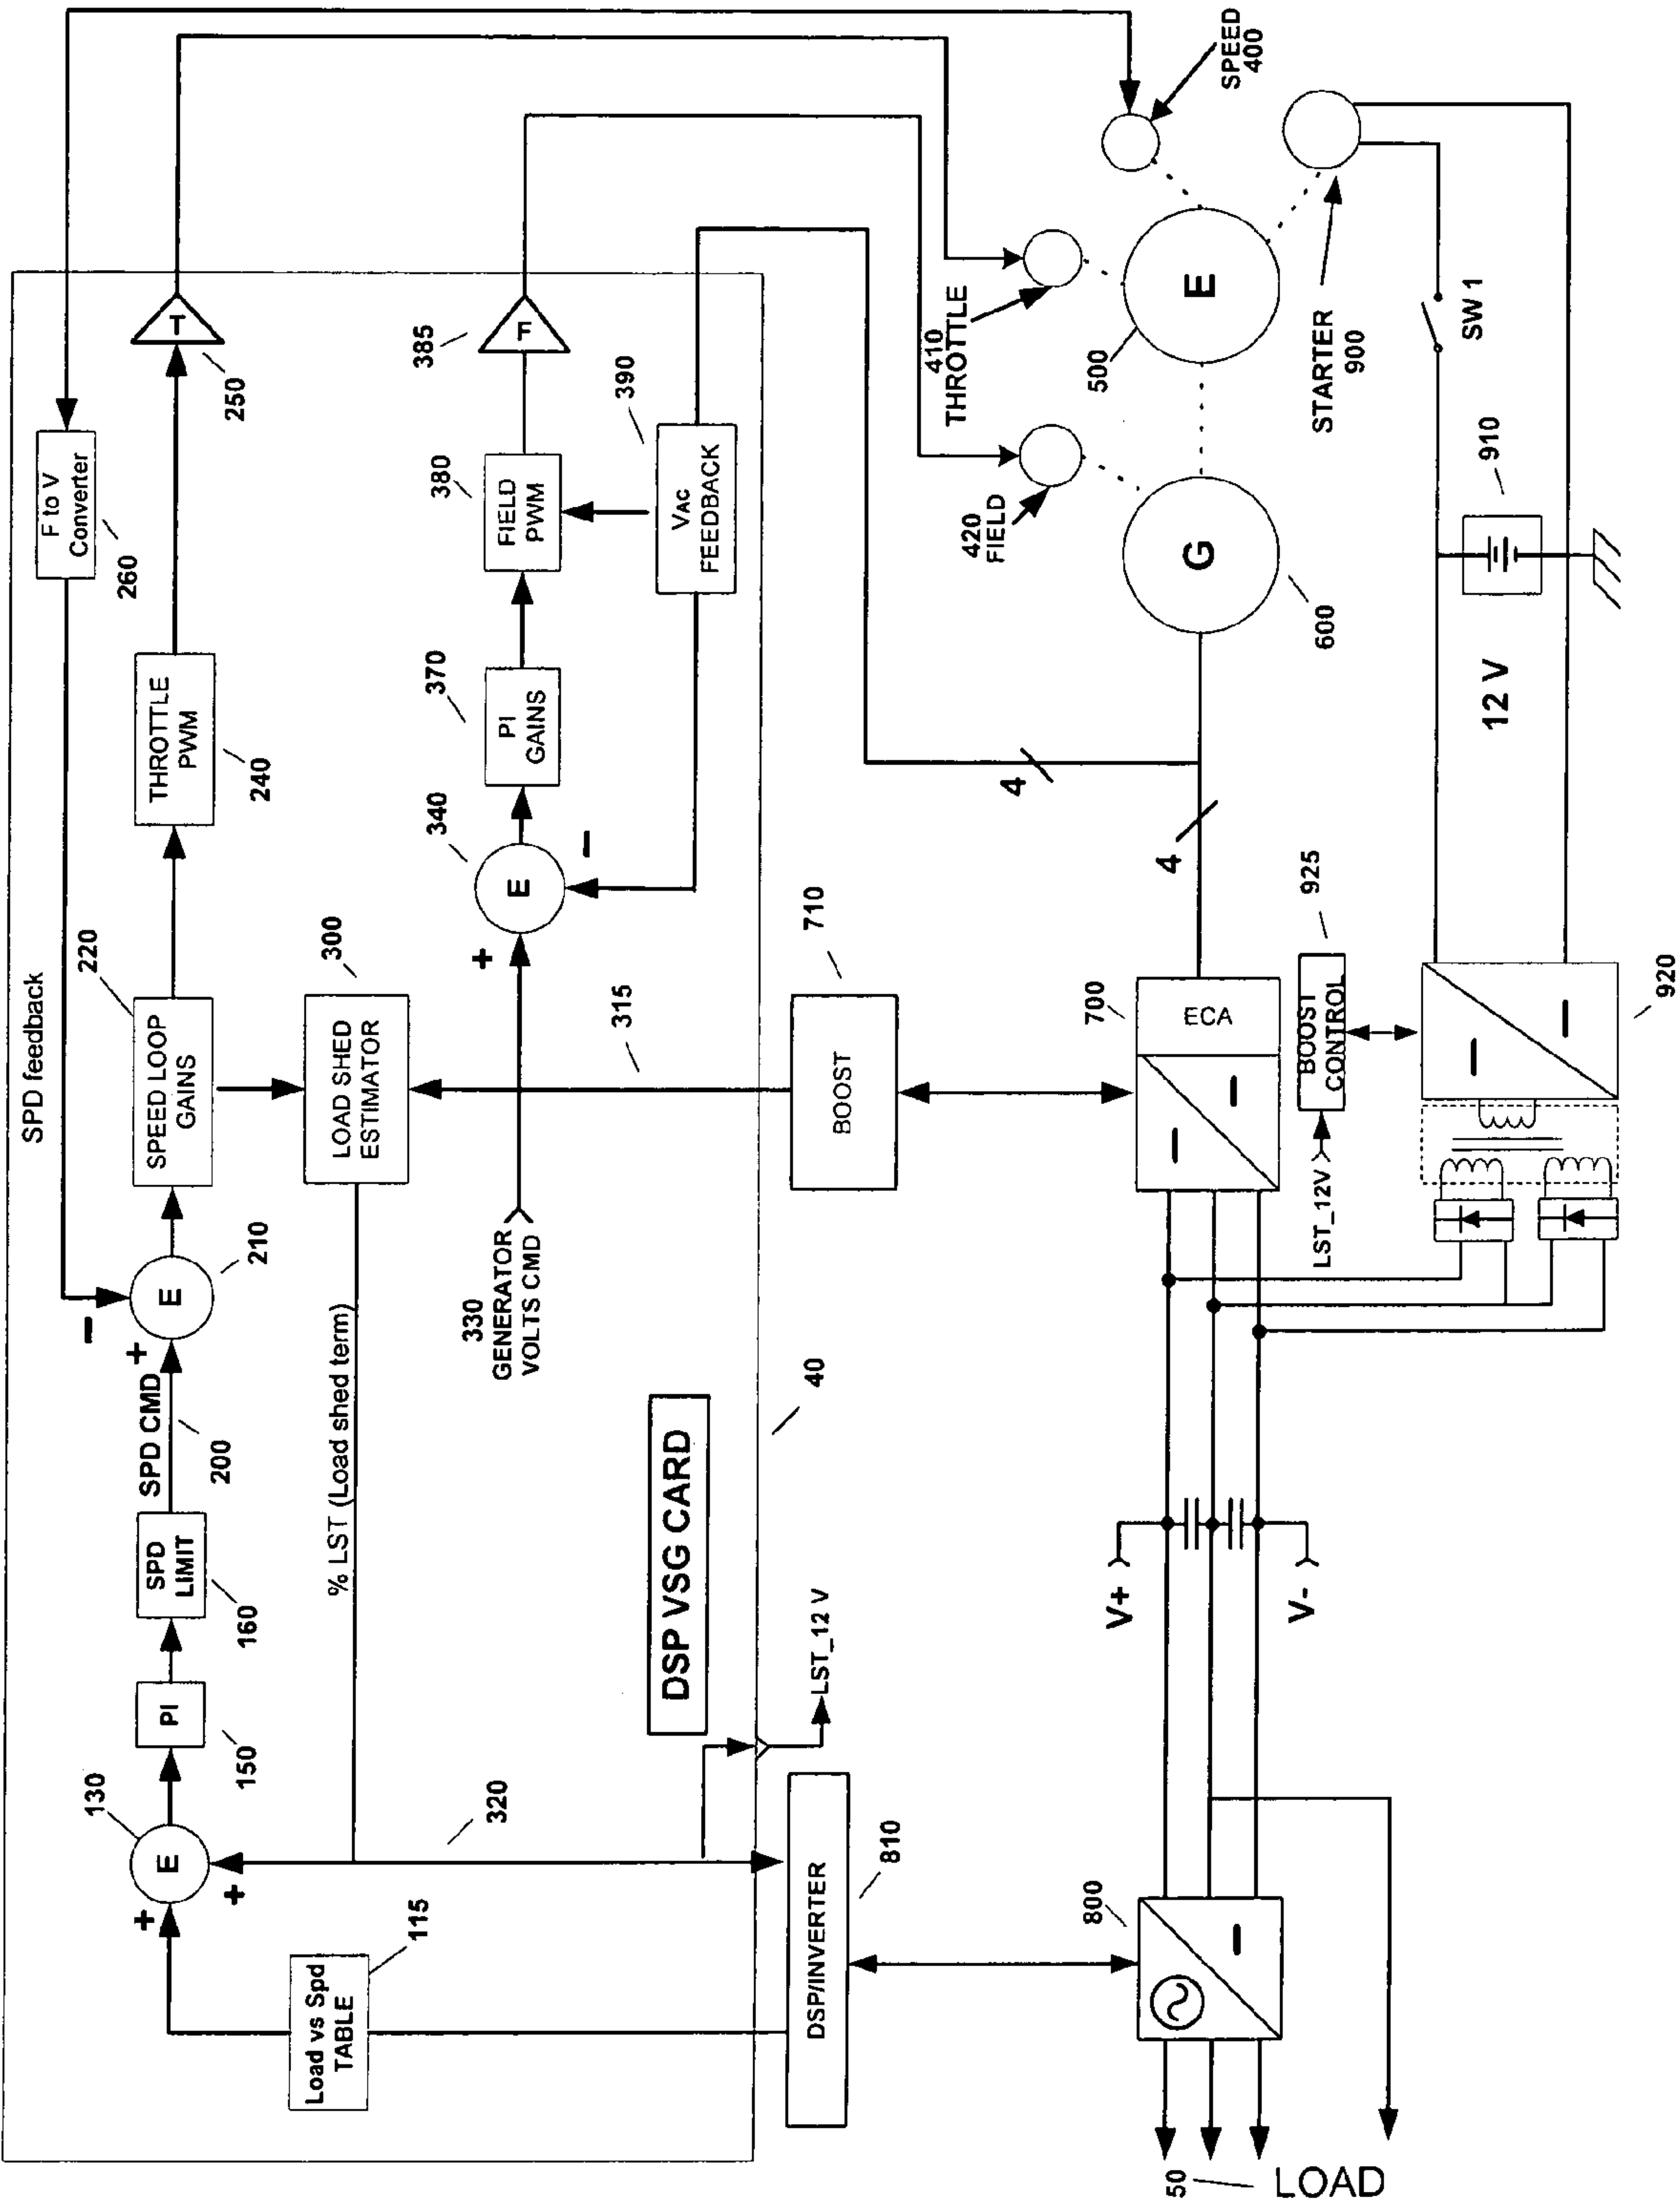 SPD feedback
F to V
Converter
260
T
250
THROTTLE
PWM
240
220
SPEED LOOP
GAINS
–
E
210
+
SPD CMD
200
SPD
LIMIT
160
PI
150
130
E
+
+
Load vs Spd
TABLE
115
300
LOAD SHED
ESTIMATOR
% LST (Load shed term)
320
315
330
GENERATOR
VOLTS CMD
+
340
E
–
370
PI
GAINS
380
FIELD
PWM
385
F
390
VAC
FEEDBACK
DSP VSG CARD
40
LST_12 V
DSP/INVERTER
810
710
BOOST
SPEED
400
410
THROTTLE
420
FIELD
500
E
G
600
STARTER
900
SW 1
4
4
700
ECA
–
–
V+
V-
800
~
–
50
LOAD
925
BOOST
CONTROL
LST_12V
910
12 V
–
–
920